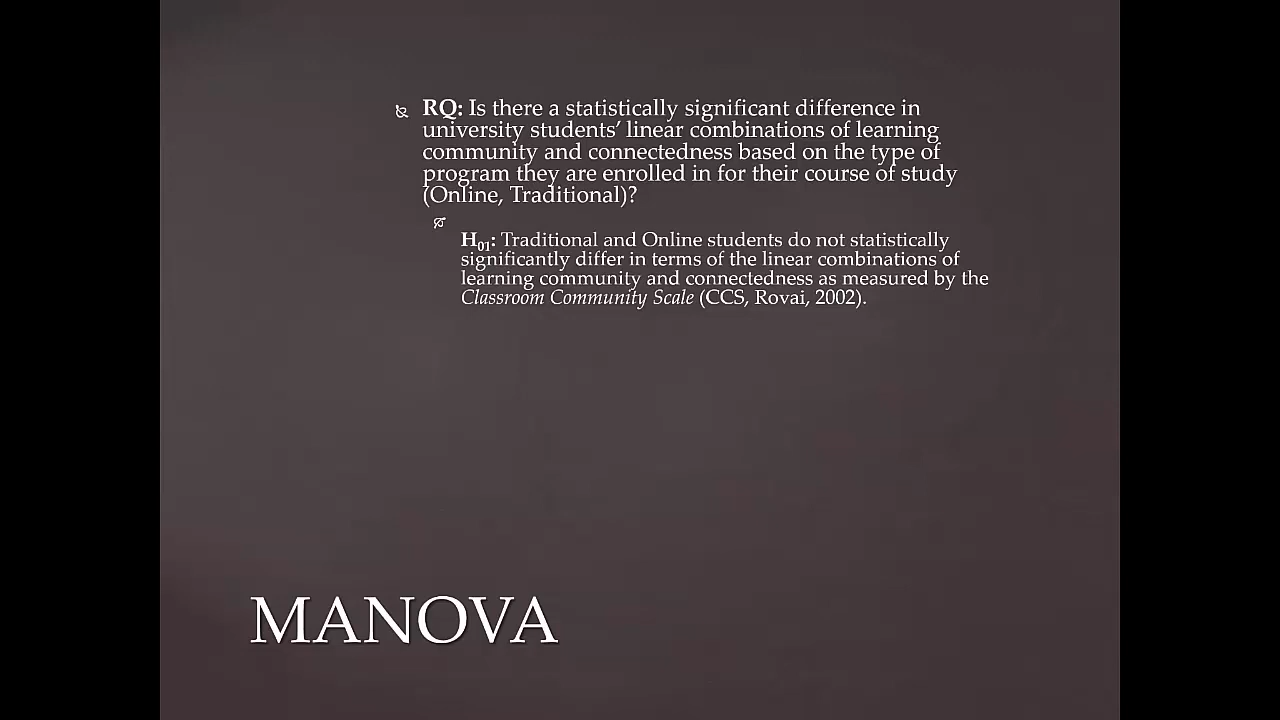 RQ: Is there a statistically significant difference in
university students’ linear combinations of learning
community and connectedness based on the type of
program they are enrolled in for their course of study
(Online, Traditional)?
H01: Traditional and Online students do not statistically
significantly differ in terms of the linear combinations of
learning community and connectedness as measured by the
Classroom Community Scale (CCS, Rovai, 2002).
MANOVA